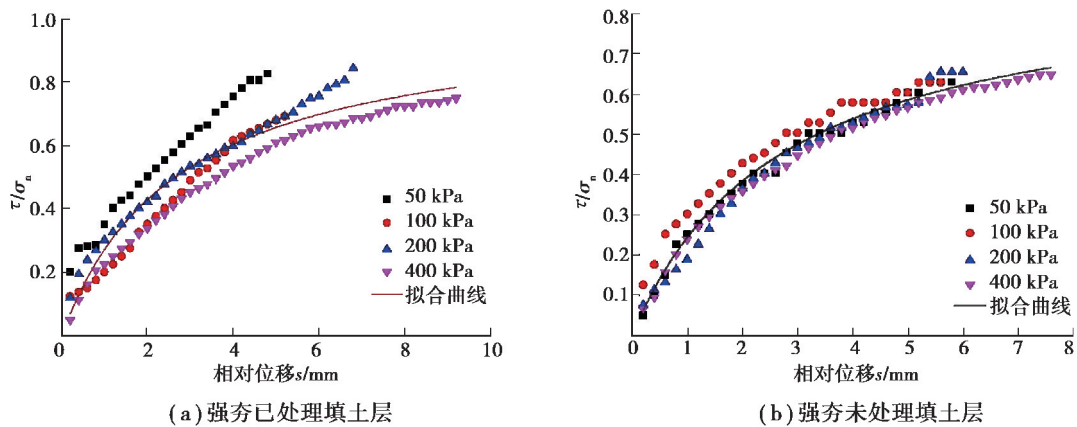 1.0
0.8
0.6
0.4
0.2
τ/σn
50 kPa
100 kPa
200 kPa
400 kPa
拟合曲线
0 2 4 6 8 10
相对位移s/mm
(a)强夯已处理填土层
0.8
0.7
0.6
0.5
0.4
0.3
0.2
0.1
τ/σn
50 kPa
100 kPa
200 kPa
400 kPa
拟合曲线
0 1 2 3 4 5 6 7 8
相对位移s/mm
(b)强夯未处理填土层